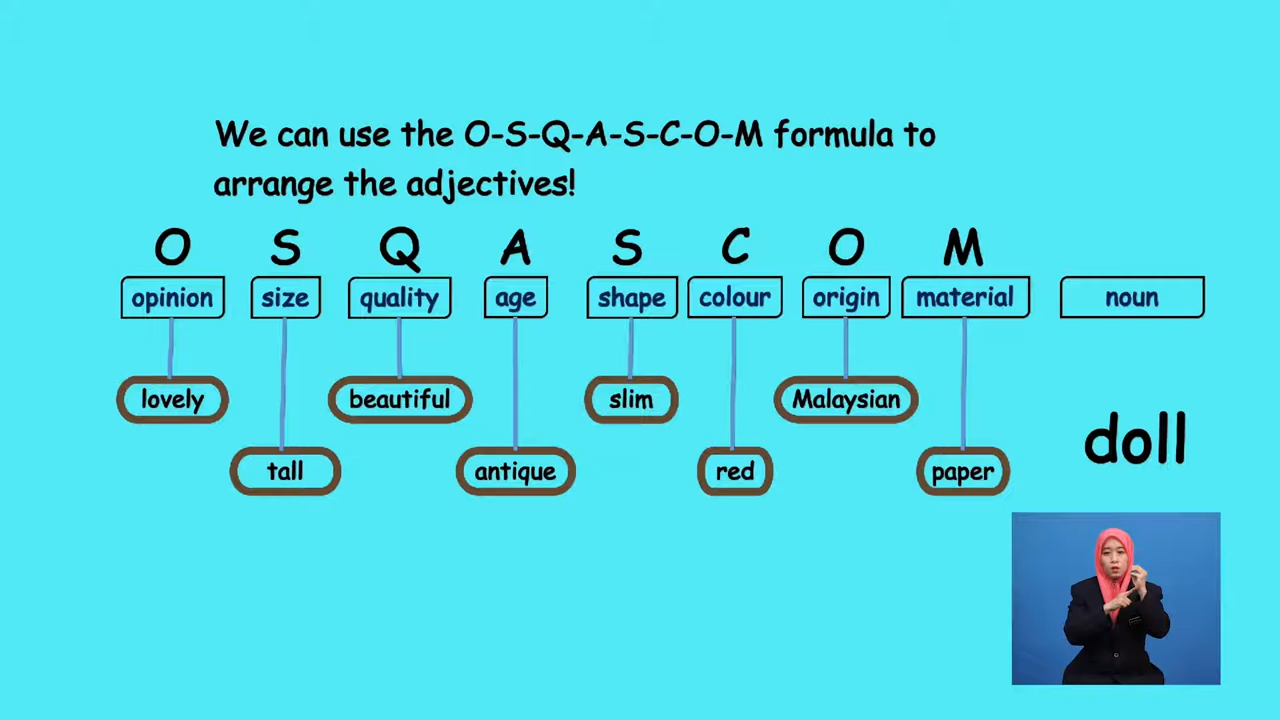 We can use the O-S-Q-A-S-C-O-M formula to
arrange the adjectives!
O S Q A S C O M
opinion size quality age shape colour origin material noun
lovely beautiful slim Malaysian
tall antique red paper
doll